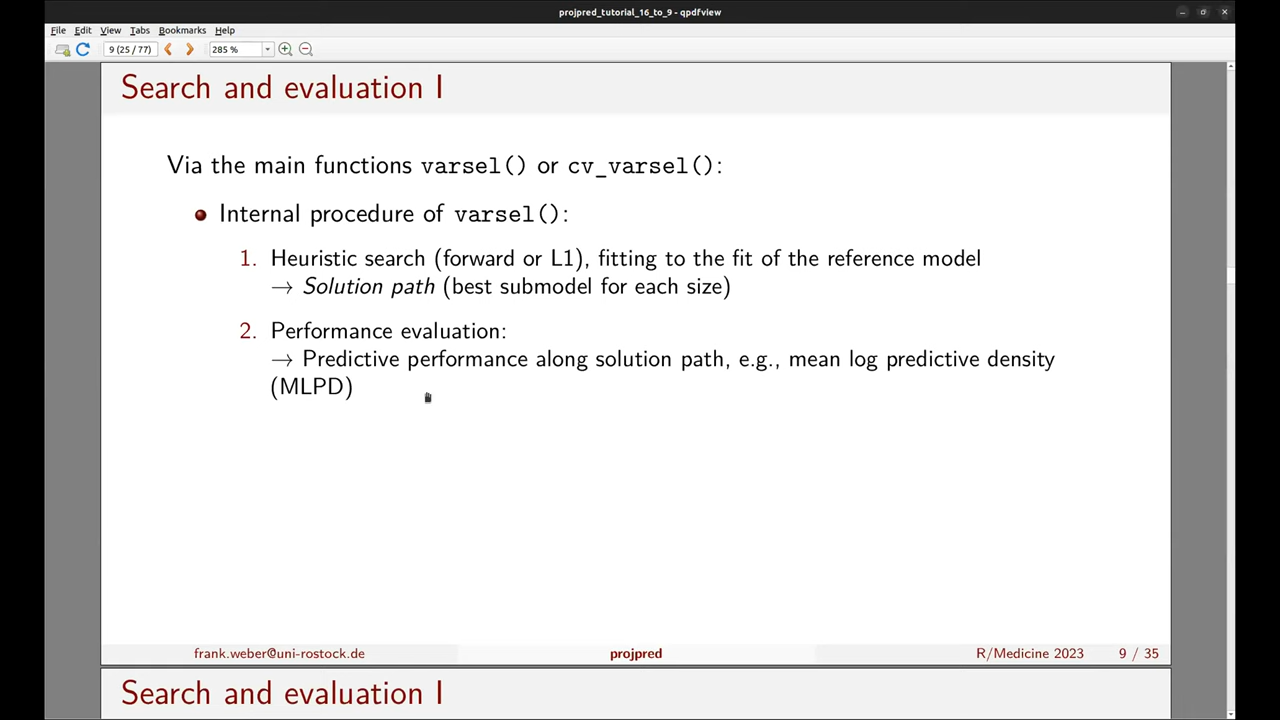 projpred_tutorial_16_to_9 - qpdfview
File Edit View Tabs Bookmarks Help
9 (25 / 77) 285 %
Search and evaluation I
Via the main functions varsel() or cv_varsel():
Internal procedure of varsel():
1. Heuristic search (forward or L1), fitting to the fit of the reference model
→ Solution path (best submodel for each size)
2. Performance evaluation:
→ Predictive performance along solution path, e.g., mean log predictive density
(MLPD)
frank.weber@uni-rostock.de projpred R/Medicine 2023 9 / 35
Search and evaluation I